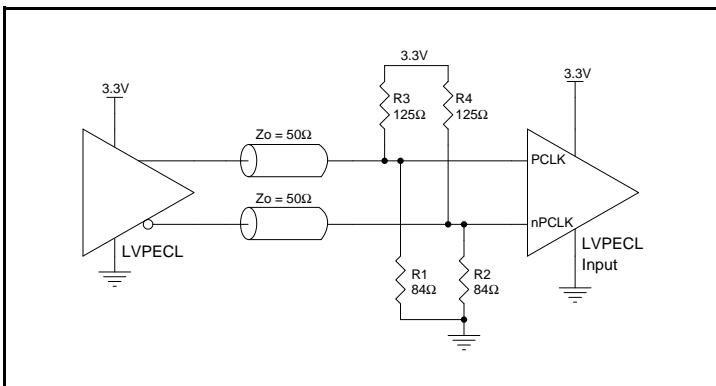 3.3V
3.3V
3.3V
R3
125Ω
R4
125Ω
Zo = 50Ω
PCLK
Zo = 50Ω
nPCLK
LVPECL
LVPECL
Input
R1
84Ω
R2
84Ω